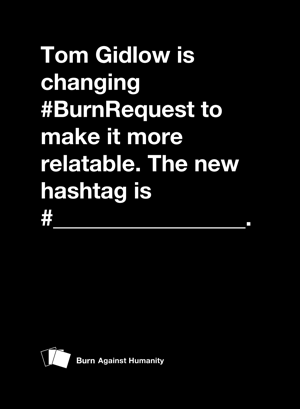 Tom Gidlow is
changing
#BurnRequest to
make it more
relatable. The new
hashtag is
#________________.
Burn Against Humanity